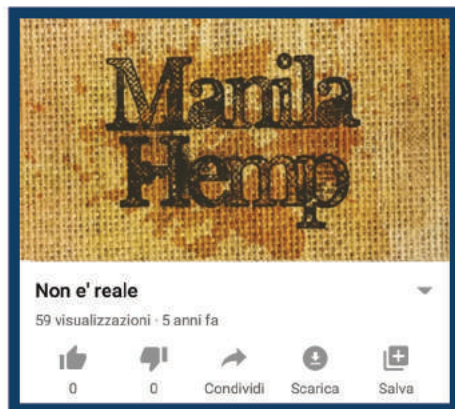 Manila
Hemp
Non e' reale
59 visualizzazioni · 5 anni fa
0 0 Condividi Scarica Salva